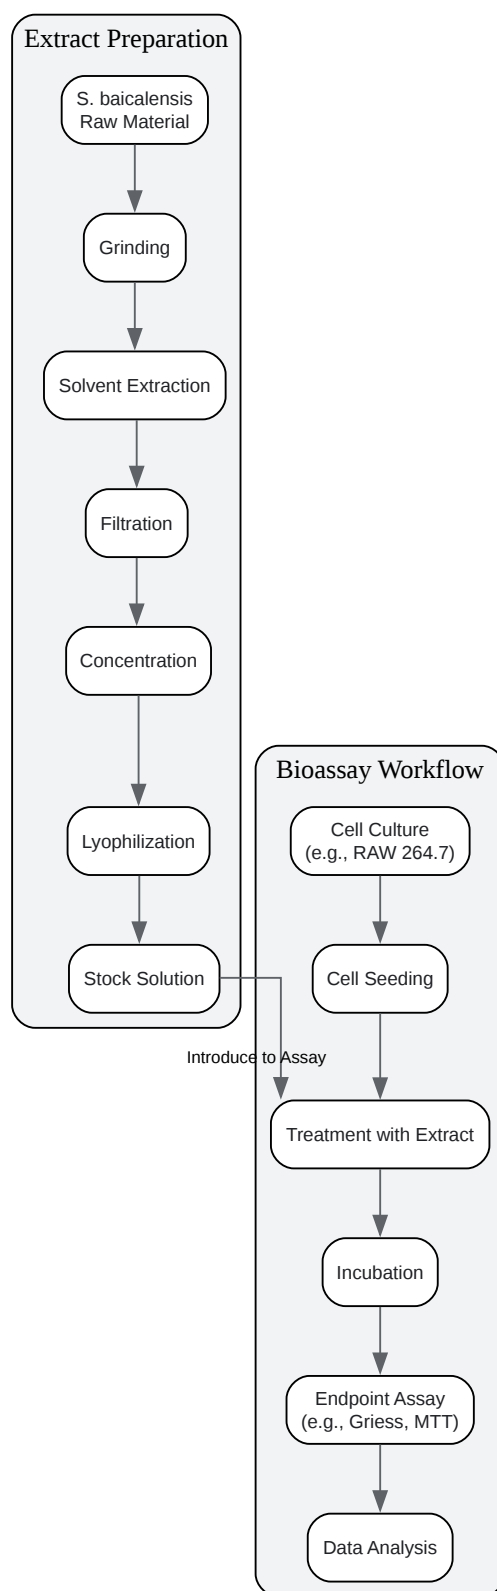 Extract Preparation
S. baicalensis
Raw Material
Grinding
Solvent Extraction
Filtration
Concentration
Lyophilization
Stock Solution
Introduce to Assay
Bioassay Workflow
Cell Culture
(e.g., RAW 264.7)
Cell Seeding
Treatment with Extract
Incubation
Endpoint Assay
(e.g., Griess, MTT)
Data Analysis